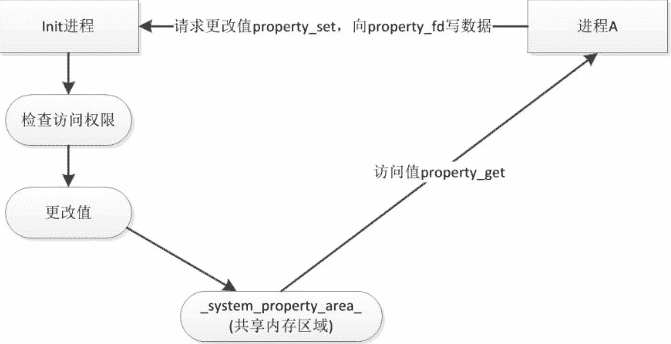 Init进程
请求更改值property_set，向property_fd写数据
进程A
检查访问权限
访问值property_get
更改值
_system_property_area_
(共享内存区域)